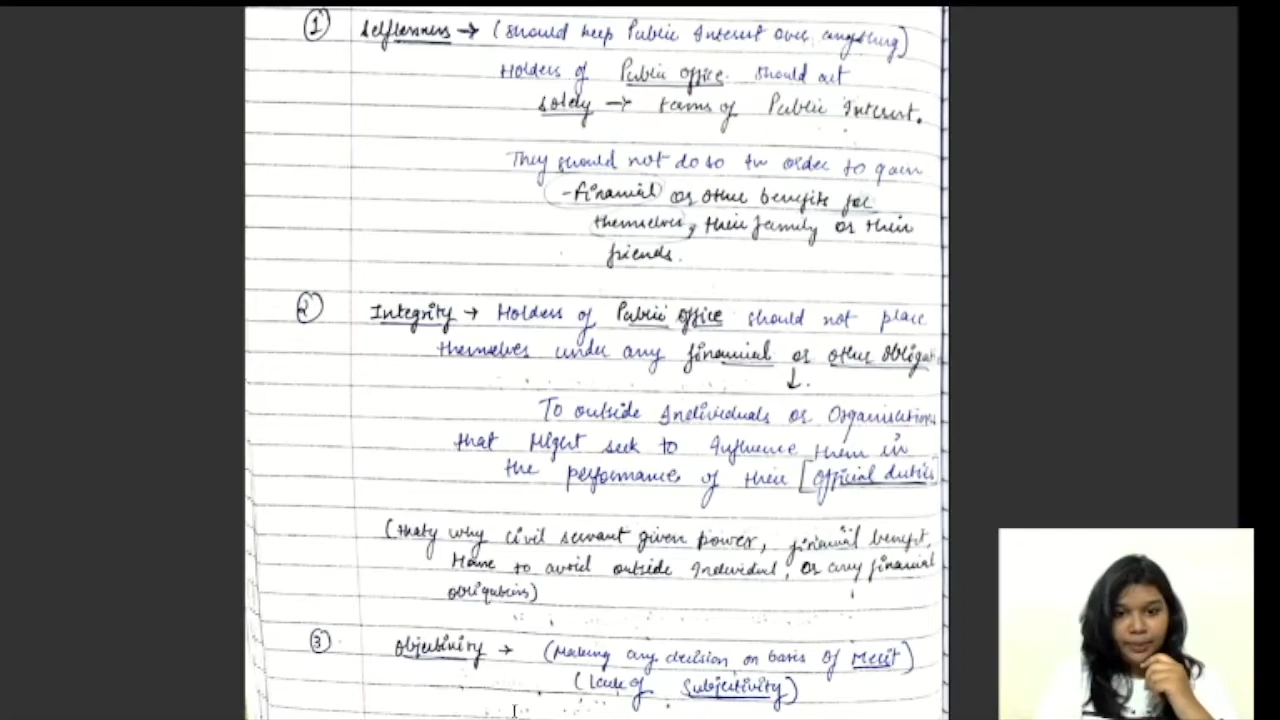 ① Selflessness → (should keep Public Interest over anything)
Holders of Public office should act
solely → terms of Public Interest.
They should not do so in order to gain
- financial or other benefits for
themselves, their family or their
friends.
② Integrity → Holders of Public office should not place
themselves under any financial or other obligati
↓
To outside Individuals or Organisations
that Might seek to Influence them in
the performance of their [official duties]
(thaty why civil servant given power, financial benefit,
Home to avoid outside Individual, or any financial
obligations)
③ Objectivity → (Making any decision on basis of Merit)
(lack of subjectivity)